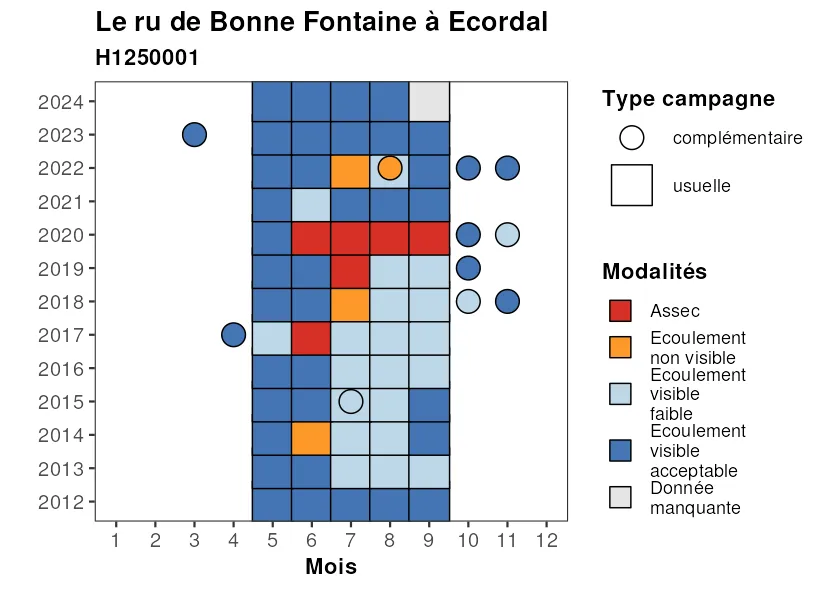 Le ru de Bonne Fontaine à Ecordal
H1250001
2024
2023
2022
2021
2020
2019
2018
2017
2016
2015
2014
2013
2012
1 2 3 4 5 6 7 8 9 10 11 12
Mois
Type campagne
complémentaire
usuelle
Modalités
Assec
Ecoulement
non visible
Ecoulement
visible
faible
Ecoulement
visible
acceptable
Donnée
manquante